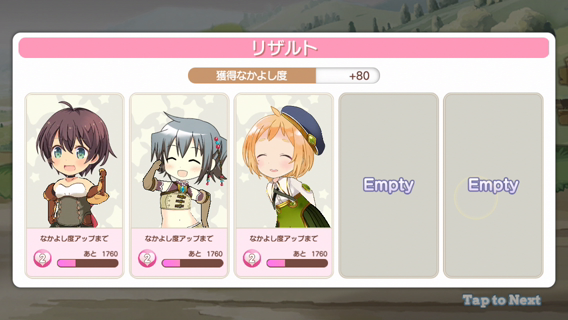 リザルト
獲得なかよし度 +80
なかよし度アップまで
2 あと 1760
なかよし度アップまで
2 あと 1760
なかよし度アップまで
2 あと 1760
Empty
Empty
Tap to Next